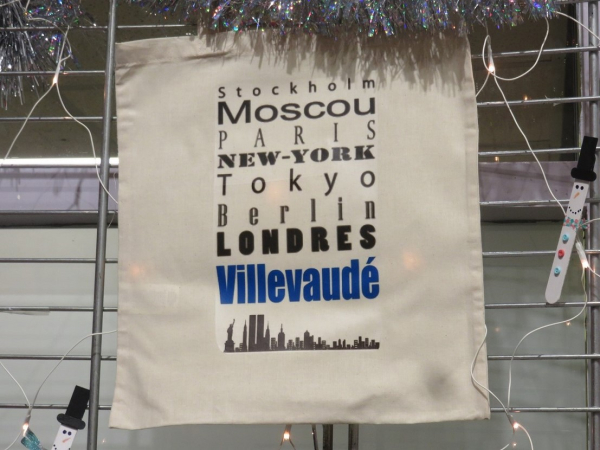 Stockholm
Moscou
PARIS
NEW-YORK
Tokyo
Berlin
LONDRES
Villevaudé